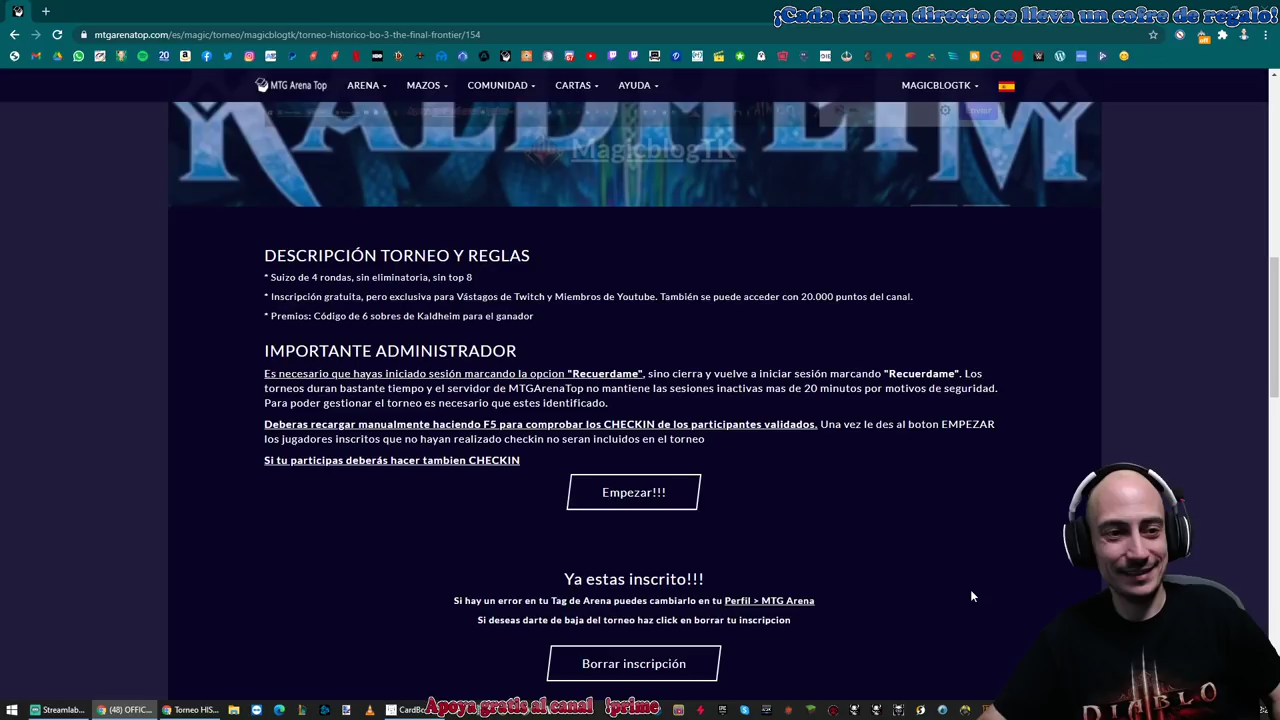 ¡Cada sub en directo se lleva un cofre de regalo!
mtgarenatop.com/es/magic/torneo/magicblogtk/torneo-historico-bo-3-the-final-frontier/154
MTG Arena Top ARENA MAZOS COMUNIDAD CARTAS AYUDA MAGICBLOGTK
KALDHEIM
MagicblogTK
DESCRIPCIÓN TORNEO Y REGLAS
* Suizo de 4 rondas, sin eliminatoria, sin top 8
* Inscripción gratuita, pero exclusiva para Vástagos de Twitch y Miembros de Youtube. También se puede acceder con 20.000 puntos del canal.
* Premios: Código de 6 sobres de Kaldheim para el ganador
IMPORTANTE ADMINISTRADOR
Es necesario que hayas iniciado sesión marcando la opcion "Recuerdame", sino cierra y vuelve a iniciar sesión marcando "Recuerdame". Los
torneos duran bastante tiempo y el servidor de MTGArenaTop no mantiene las sesiones inactivas mas de 20 minutos por motivos de seguridad.
Para poder gestionar el torneo es necesario que estes identificado.
Deberas recargar manualmente haciendo F5 para comprobar los CHECKIN de los participantes validados. Una vez le des al boton EMPEZAR
los jugadores inscritos que no hayan realizado checkin no seran incluidos en el torneo
Si tu participas deberás hacer tambien CHECKIN
Empezar!!!
Ya estas inscrito!!!
Si hay un error en tu Tag de Arena puedes cambiarlo en tu Perfil > MTG Arena
Si deseas darte de baja del torneo haz click en borrar tu inscripcion
Borrar inscripción
DIABLO
Apoya gratis al canal !prime
Streamlab... (48) OFFIC... Torneo HIS... CardBo